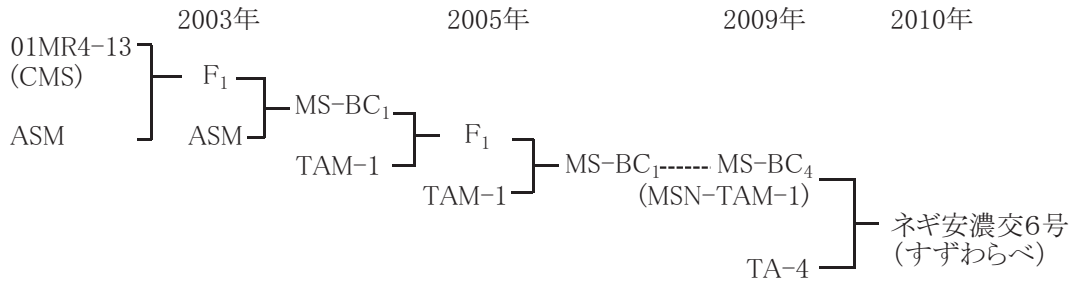 2003年 2005年 2009年 2010年
01MR4-13
(CMS)
F1
ASM
ASM
MS-BC1
TAM-1
F1
TAM-1
MS-BC1 MS-BC4
(MSN-TAM-1)
TA-4
ネギ安濃交6号
(すずわらべ)